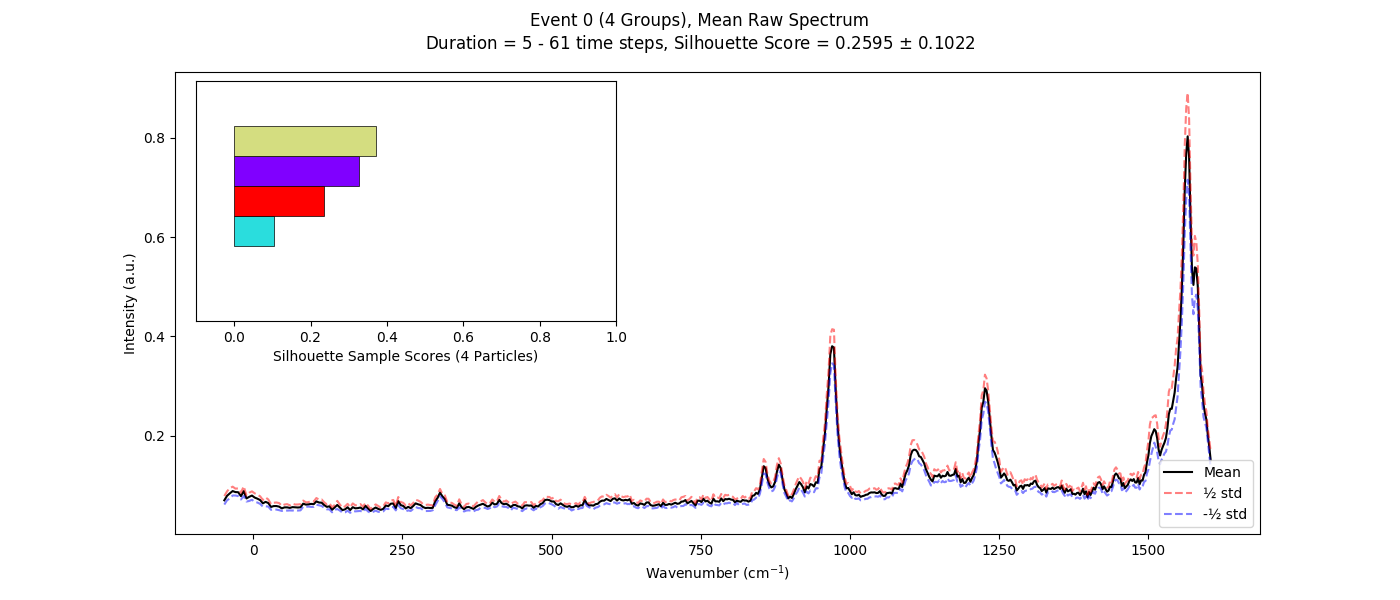 Event 0 (4 Groups), Mean Raw Spectrum
Duration = 5 - 61 time steps, Silhouette Score = 0.2595 ± 0.1022
Intensity (a.u.)
0.8
0.6
0.4
0.2
0.0 0.2 0.4 0.6 0.8 1.0
Silhouette Sample Scores (4 Particles)
Mean
½ std
-½ std
0 250 500 750 1000 1250 1500
Wavenumber (cm⁻¹)